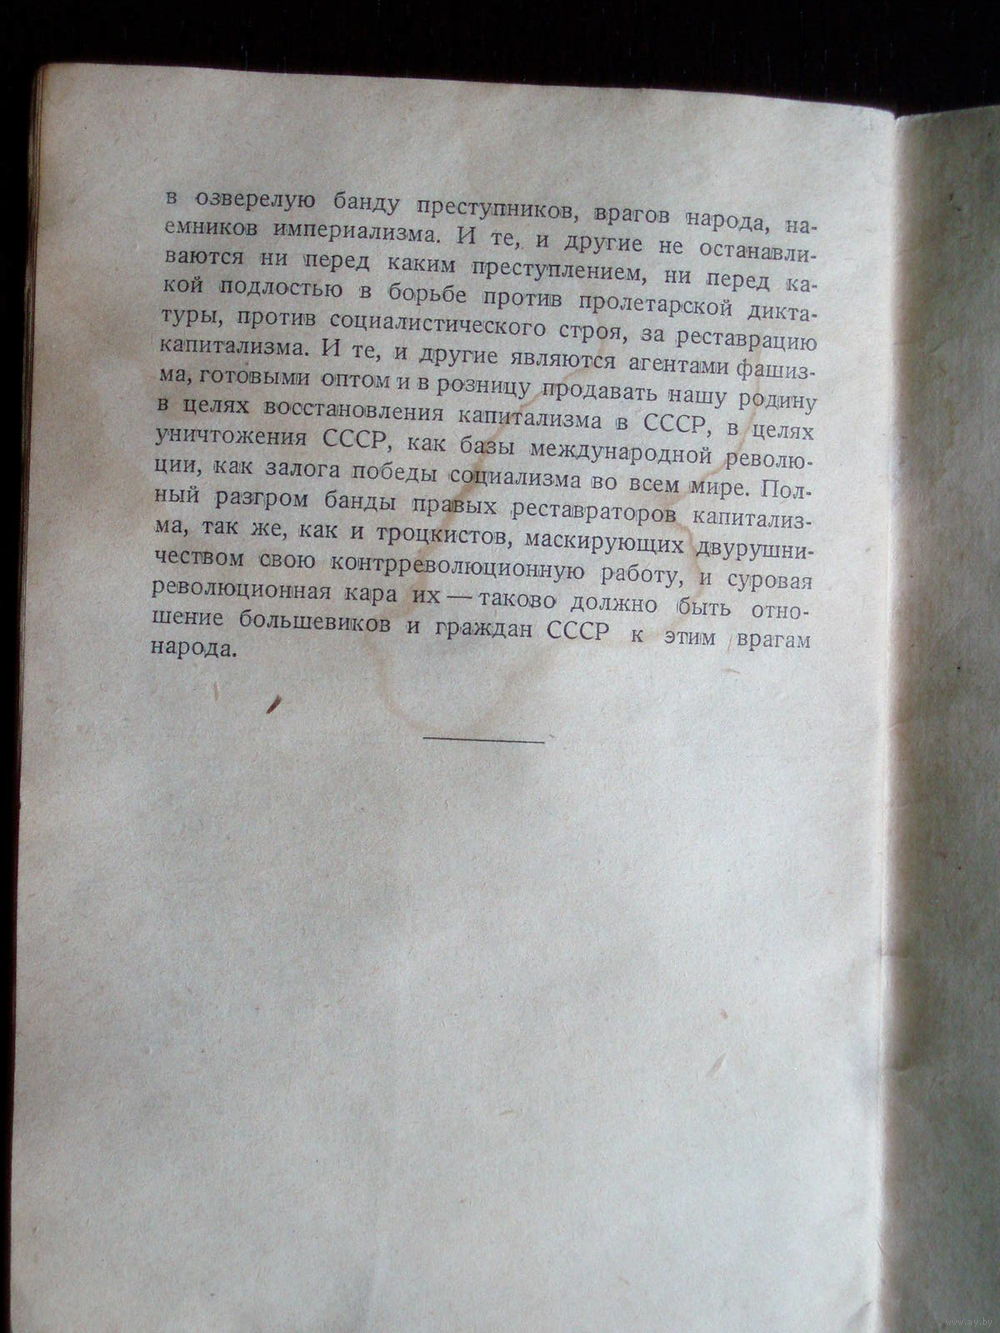 в озверелую банду преступников, врагов народа, на-
емников империализма. И те, и другие не останавли-
ваются ни перед каким преступлением, ни перед ка-
кой подлостью в борьбе против пролетарской дикта-
туры, против социалистического строя, за реставрацию
капитализма. И те, и другие являются агентами фашиз-
ма, готовыми оптом и в розницу продавать нашу родину
в целях восстановления капитализма в СССР, в целях
уничтожения СССР, как базы международной револю-
ции, как залога победы социализма во всем мире. Пол-
ный разгром банды правых реставраторов капитализ-
ма, так же, как и троцкистов, маскирующих двурушни-
чеством свою контрреволюционную работу, и суровая
революционная кара их — таково должно быть отно-
шение большевиков и граждан СССР к этим врагам
народа.
www.ay.by